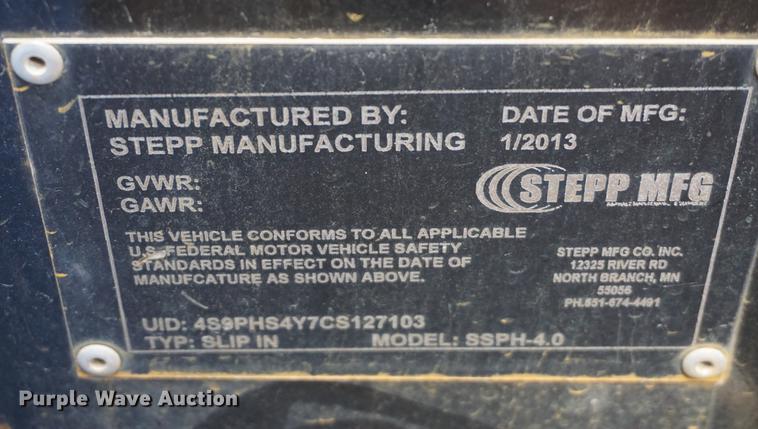 MANUFACTURED BY:
STEPP MANUFACTURING
DATE OF MFG:
1/2013
GVWR:
GAWR:
STEPP MFG
THIS VEHICLE CONFORMS TO ALL APPLICABLE
U.S. FEDERAL MOTOR VEHICLE SAFETY
STANDARDS IN EFFECT ON THE DATE OF
MANUFCATURE AS SHOWN ABOVE.
STEPP MFG CO. INC.
12325 RIVER RD
NORTH BRANCH, MN
55056
PH.651-674-4491
UID: 4S9PHS4Y7CS127103
TYP: SLIP IN
MODEL: SSPH-4.0
Purple Wave Auction